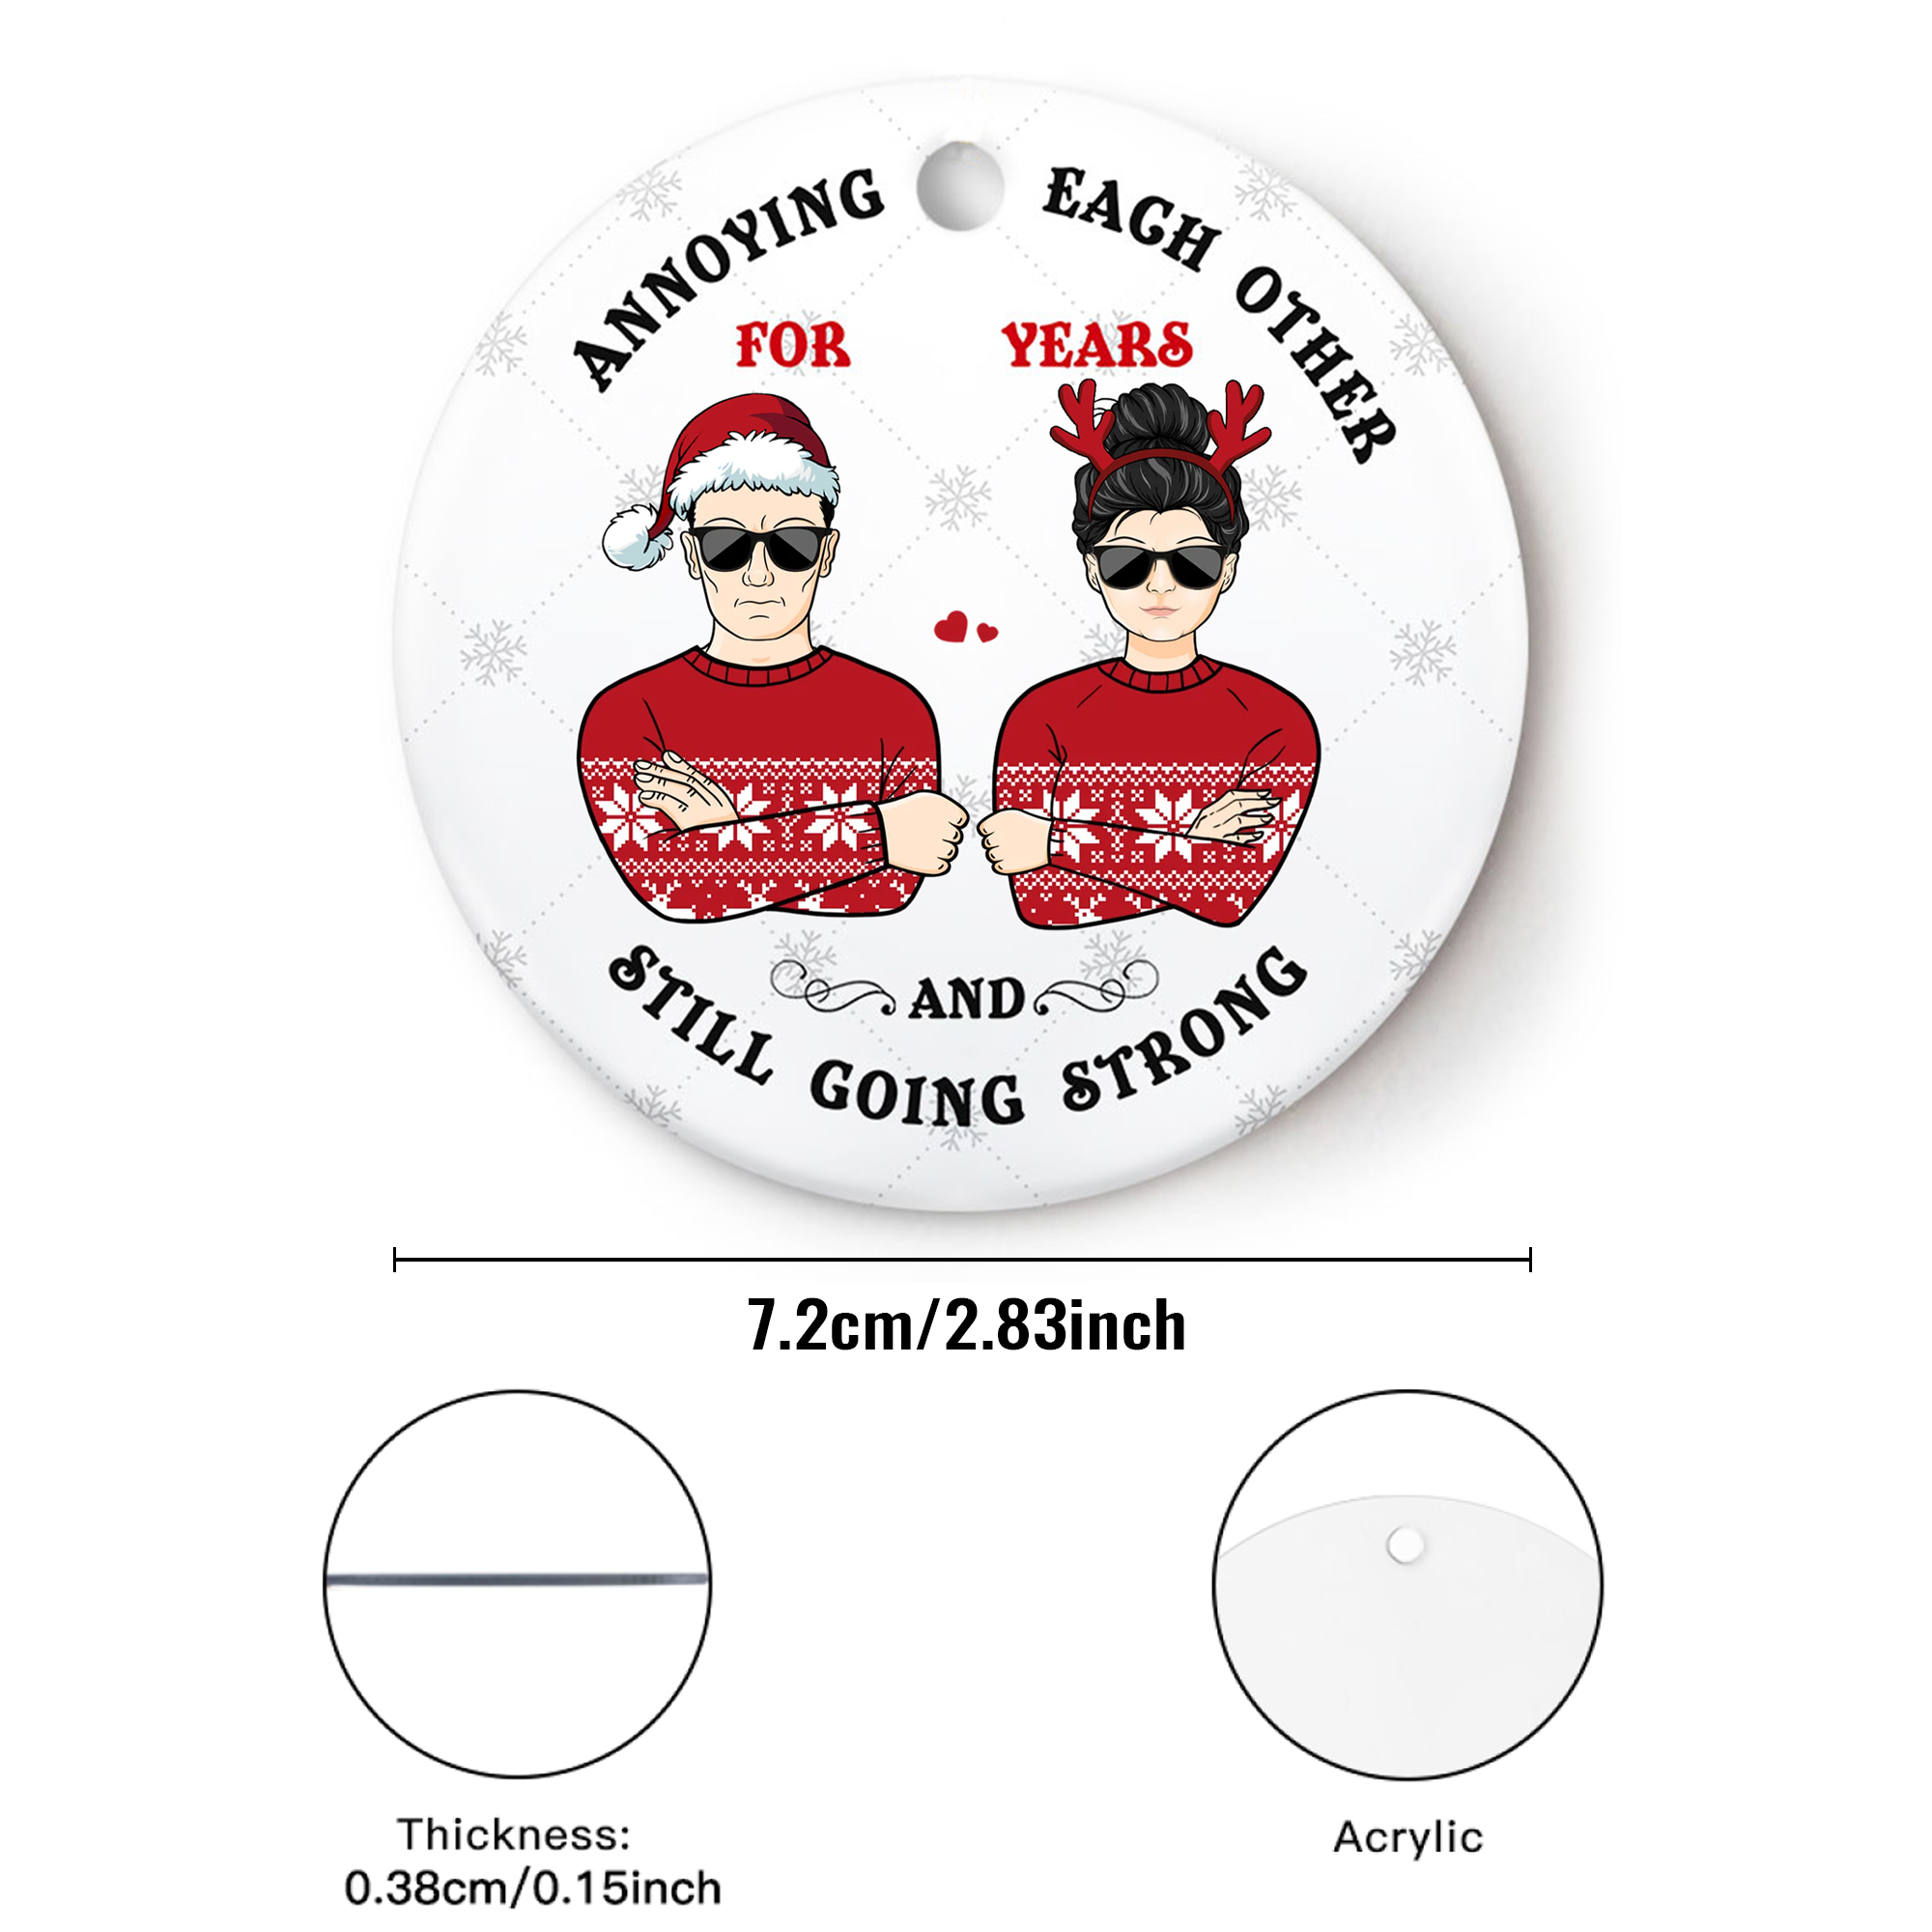 ANNOYING EACH OTHER
FOR YEARS
AND
STILL GOING STRONG
7.2cm/2.83inch
Thickness:
0.38cm/0.15inch
Acrylic